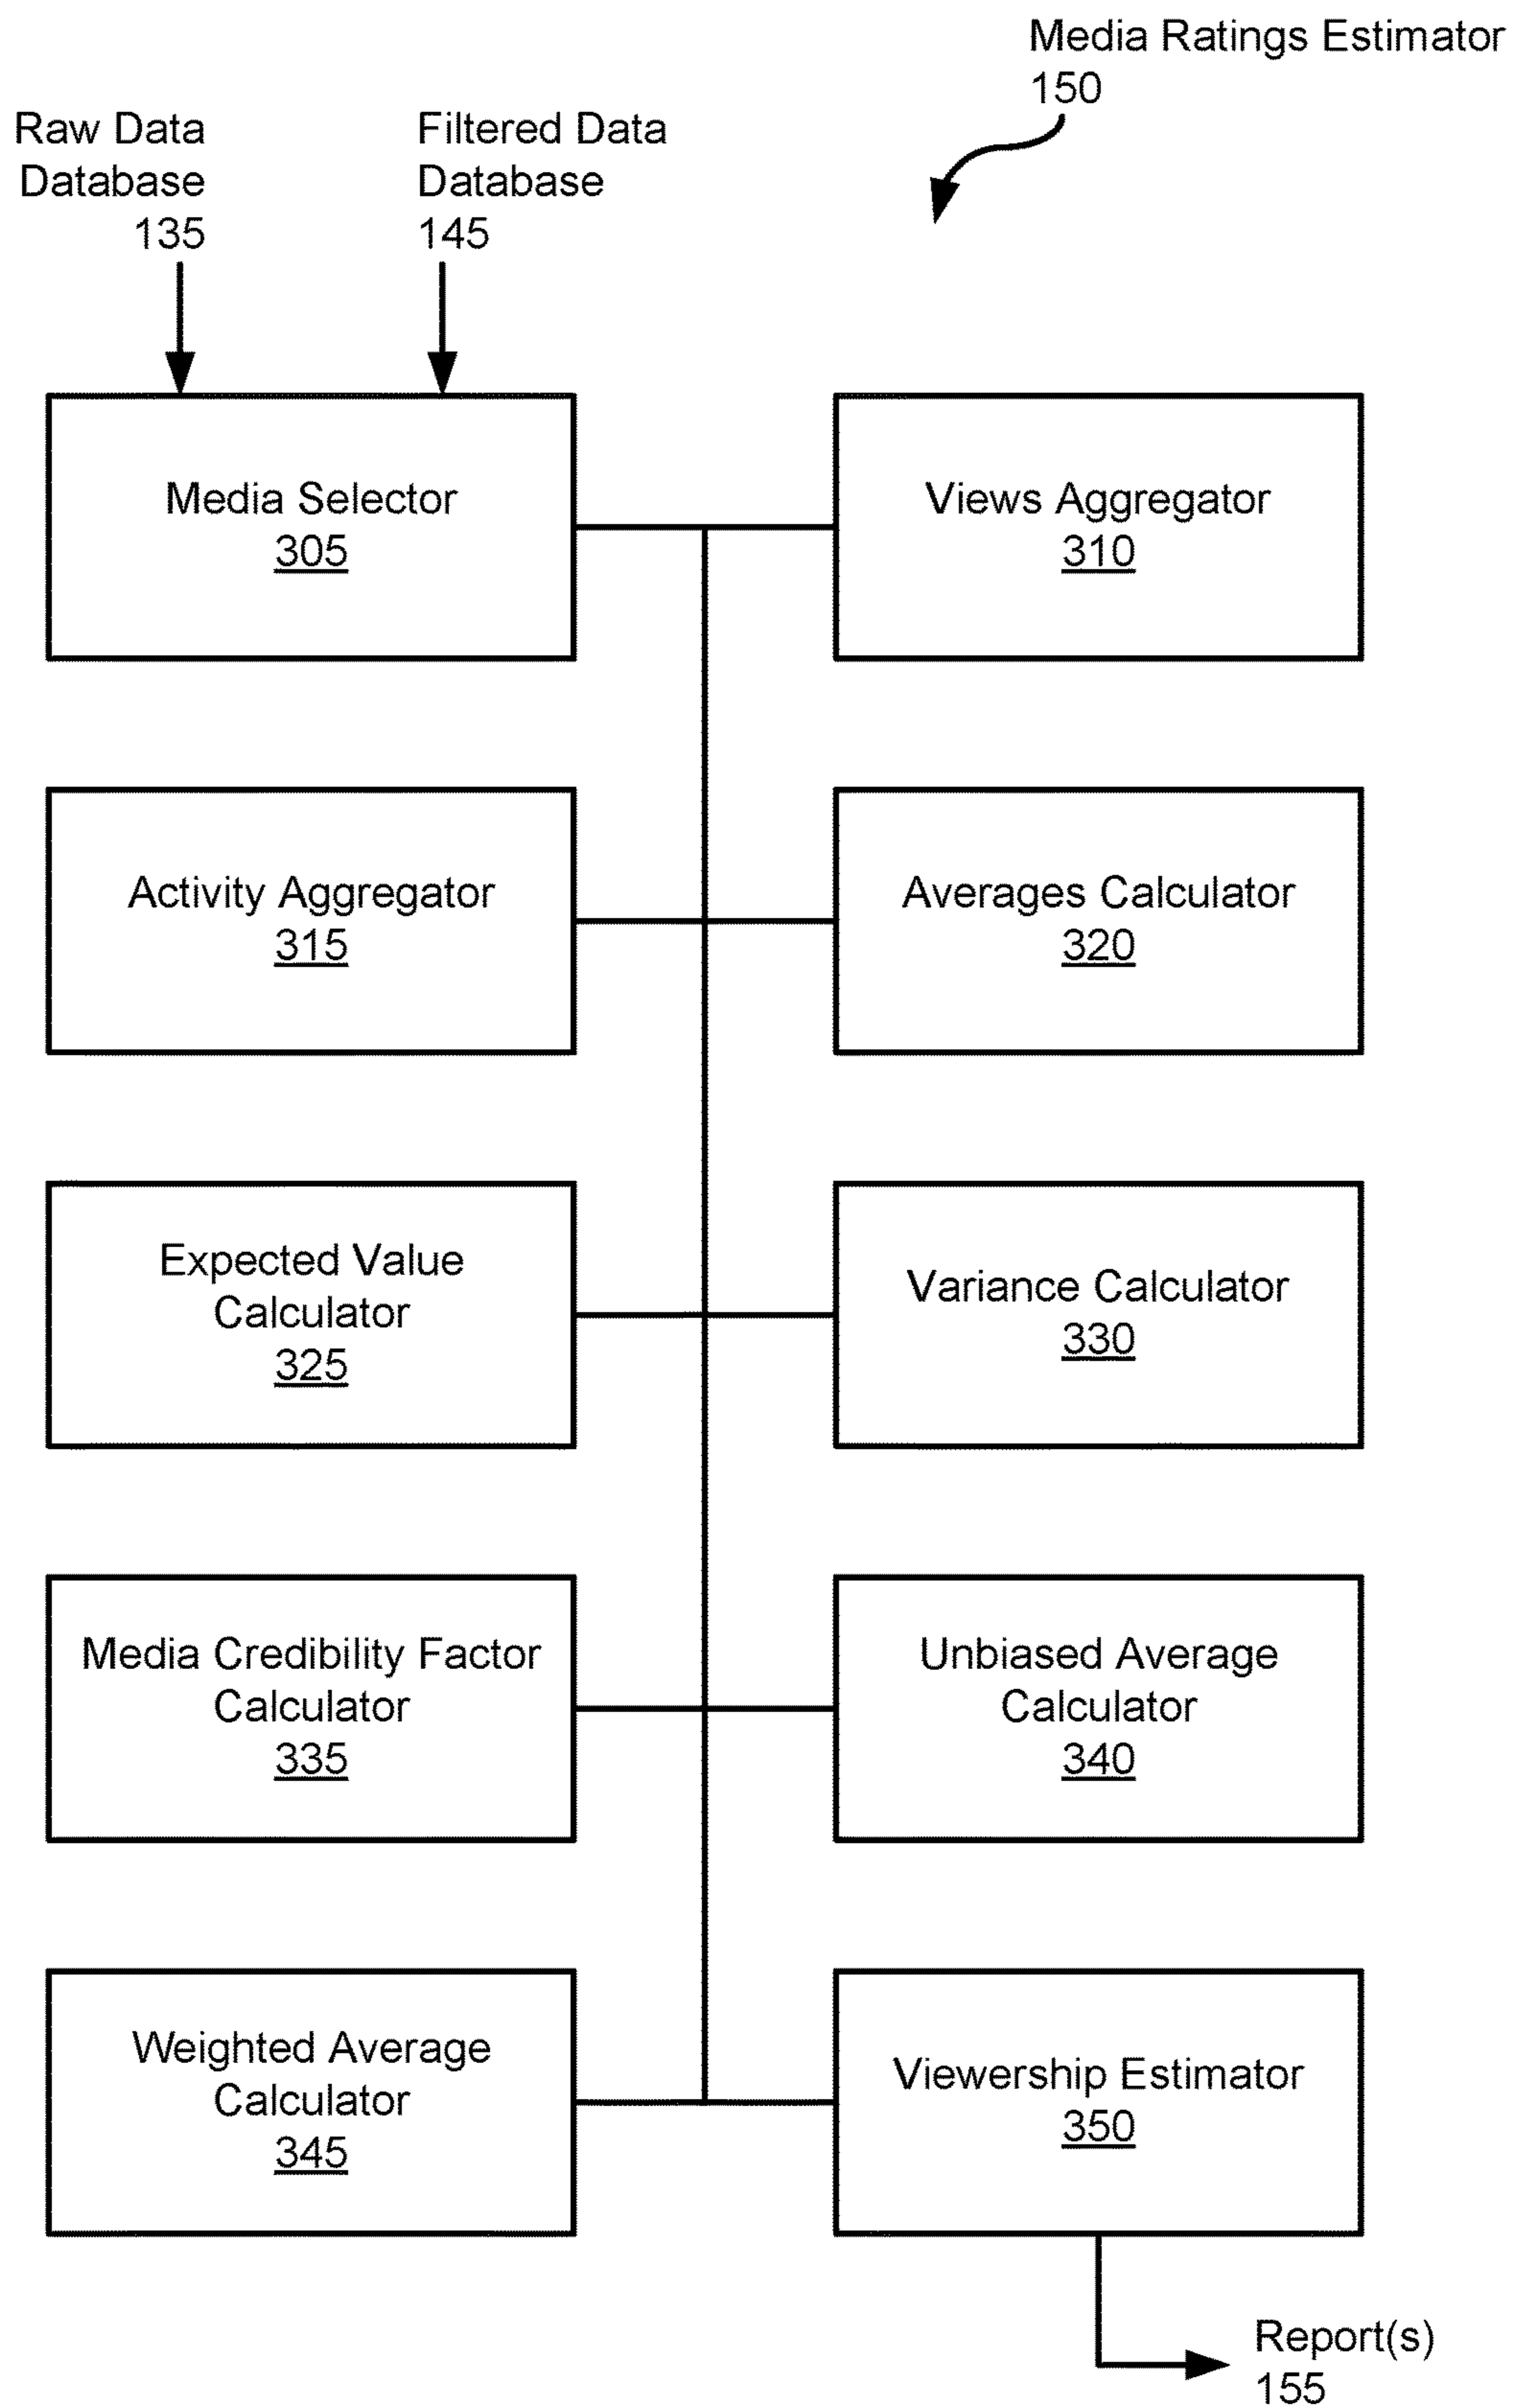 Media Ratings Estimator
150
Raw Data
Database
135
Filtered Data
Database
145
Media Selector
305
Views Aggregator
310
Activity Aggregator
315
Averages Calculator
320
Expected Value
Calculator
325
Variance Calculator
330
Media Credibility Factor
Calculator
335
Unbiased Average
Calculator
340
Weighted Average
Calculator
345
Viewership Estimator
350
Report(s)
155